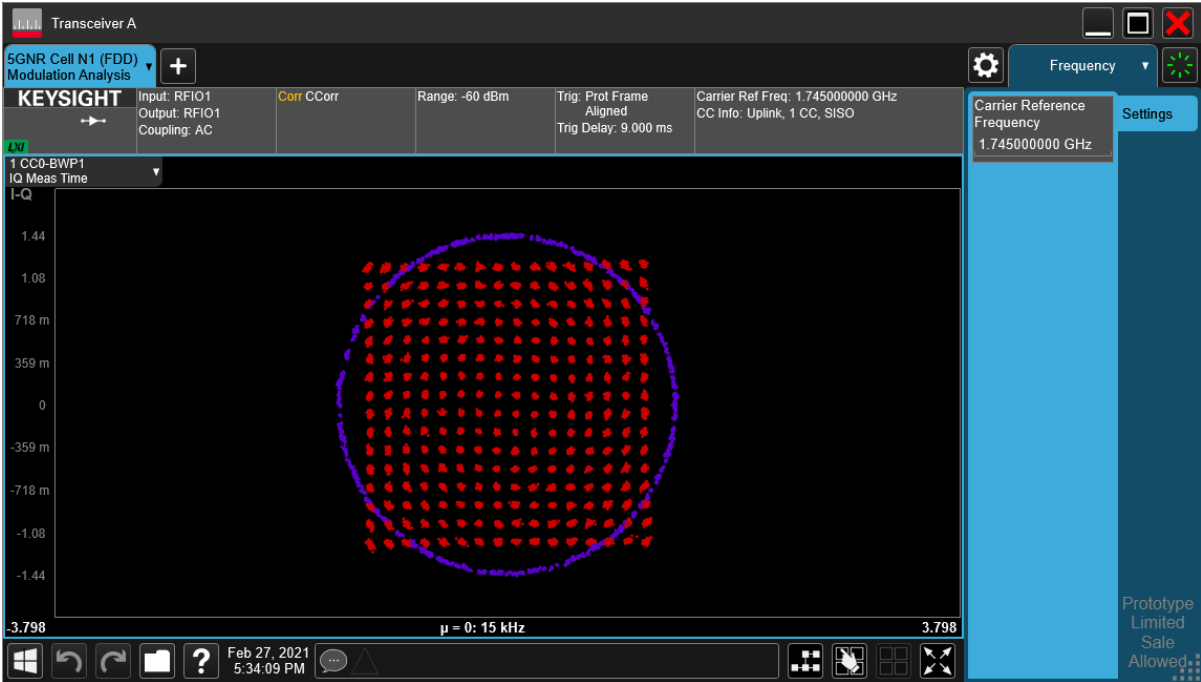 Transceiver A
5GNR Cell N1 (FDD)
Modulation Analysis
Frequency
KEYSIGHT
LXI
Input: RFIO1
Output: RFIO1
Coupling: AC
Corr CCorr
Range: -60 dBm
Trig: Prot Frame
Aligned
Trig Delay: 9.000 ms
Carrier Ref Freq: 1.745000000 GHz
CC Info: Uplink, 1 CC, SISO
Carrier Reference
Frequency
1.745000000 GHz
Settings
1 CC0-BWP1
IQ Meas Time
I-Q
1.44
1.08
718 m
359 m
0
-359 m
-718 m
-1.08
-1.44
-3.798
µ = 0: 15 kHz
3.798
Prototype
Limited
Sale
Allowed
?
Feb 27, 2021
5:34:09 PM